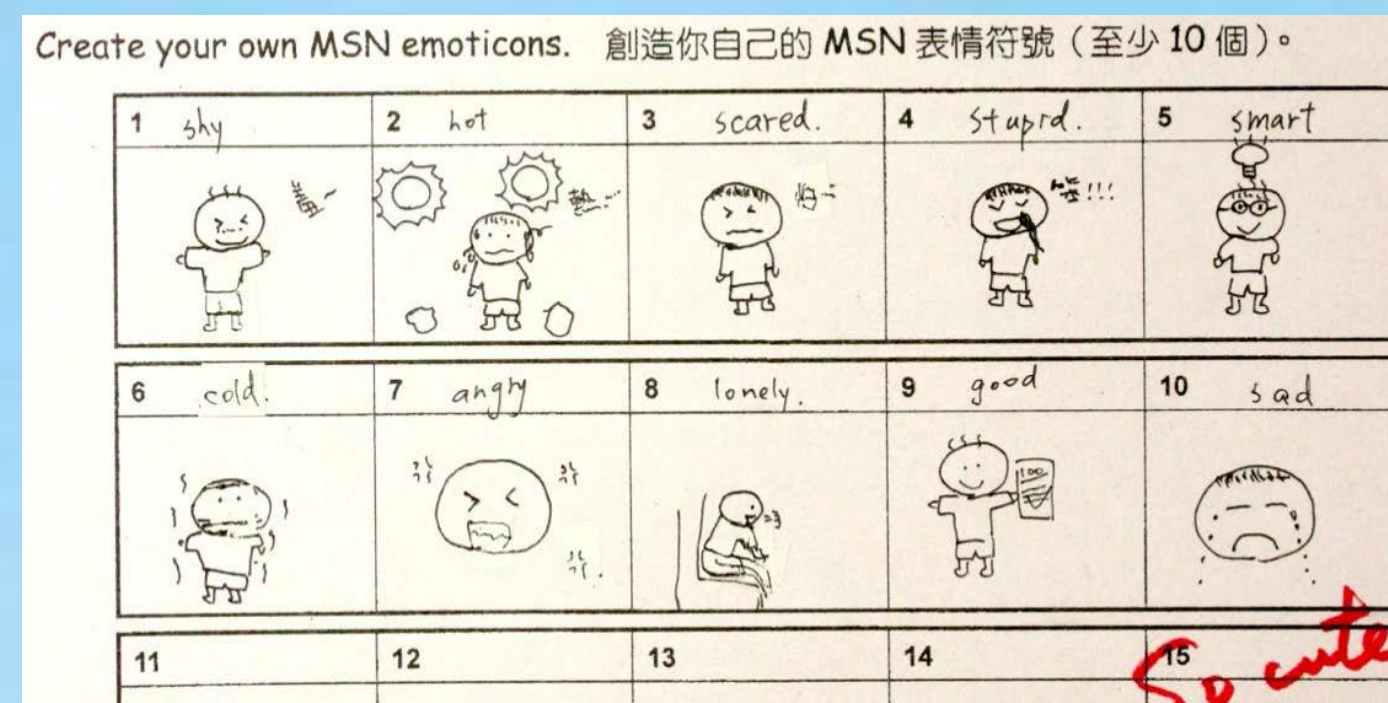 Create your own MSN emoticons. 創造你自己的 MSN 表情符號（至少 10 個）。
1 shy
2 hot
3 scared.
4 stuprd.
5 smart
熱
100
6 cold.
7 angry
8 lonely.
9 good
10 sad
11
12
13
14
15
So cute